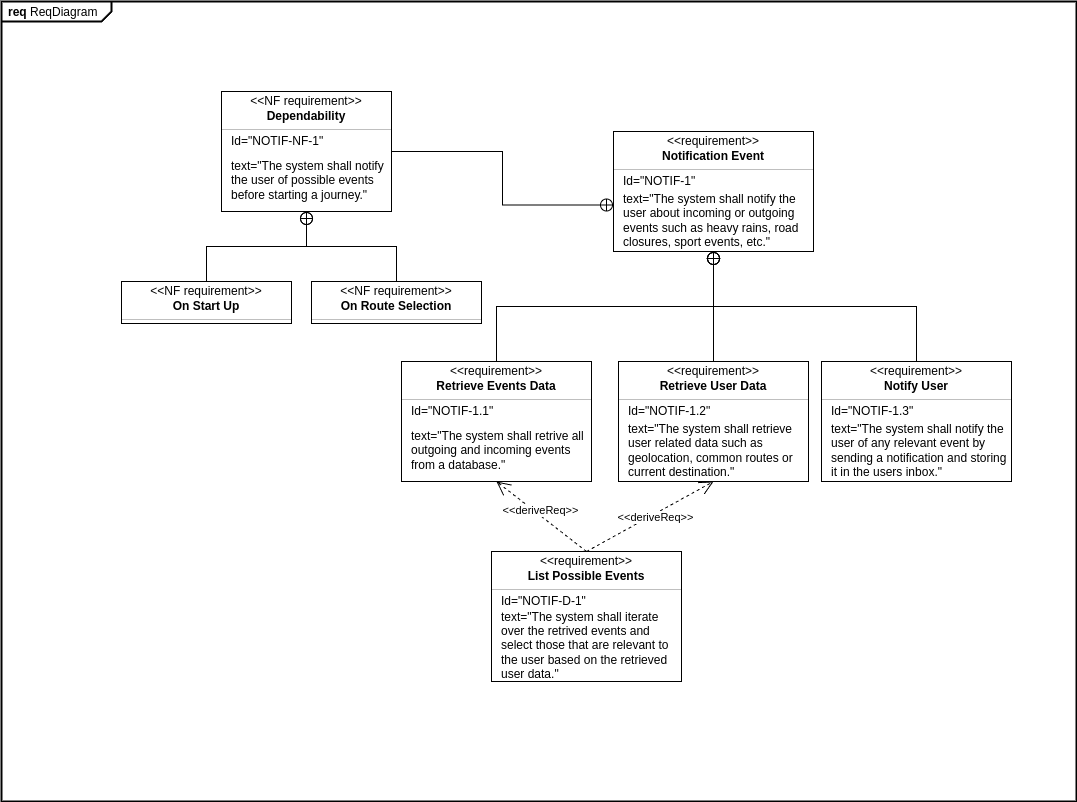 req ReqDiagram
<<NF requirement>>
Dependability
Id="NOTIF-NF-1"
text="The system shall notify
the user of possible events
before starting a journey."
<<requirement>>
Notification Event
Id="NOTIF-1"
text="The system shall notify the
user about incoming or outgoing
events such as heavy rains, road
closures, sport events, etc."
<<NF requirement>>
On Start Up
<<NF requirement>>
On Route Selection
<<requirement>>
Retrieve Events Data
Id="NOTIF-1.1"
text="The system shall retrive all
outgoing and incoming events
from a database."
<<requirement>>
Retrieve User Data
Id="NOTIF-1.2"
text="The system shall retrieve
user related data such as
geolocation, common routes or
current destination."
<<requirement>>
Notify User
Id="NOTIF-1.3"
text="The system shall notify the
user of any relevant event by
sending a notification and storing
it in the users inbox."
<<deriveReq>>
<<deriveReq>>
<<requirement>>
List Possible Events
Id="NOTIF-D-1"
text="The system shall iterate
over the retrived events and
select those that are relevant to
the user based on the retrieved
user data."